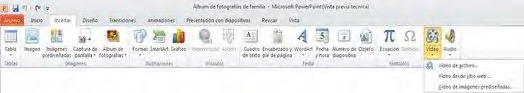 Álbum de fotografías de familia - Microsoft PowerPoint(Vista previa técnica)
Archivo Inicio Insertar Diseño Transiciones Animaciones Presentación con diapositivas Revisar Vista
Tabla Imagen Imágenes prediseñadas Captura de pantalla Álbum de fotografías Formas SmartArt Gráfico Hipervínculo Acción Cuadro de texto Encabezado y pie de página WordArt Fecha y hora Número de diapositiva Objeto Ecuación Símbolo Vídeo Audio
Tablas Imágenes Ilustraciones Vínculos Texto Símbolos
Vídeo de archivo...
Vídeo desde sitio web...
Vídeo de imágenes prediseñadas...